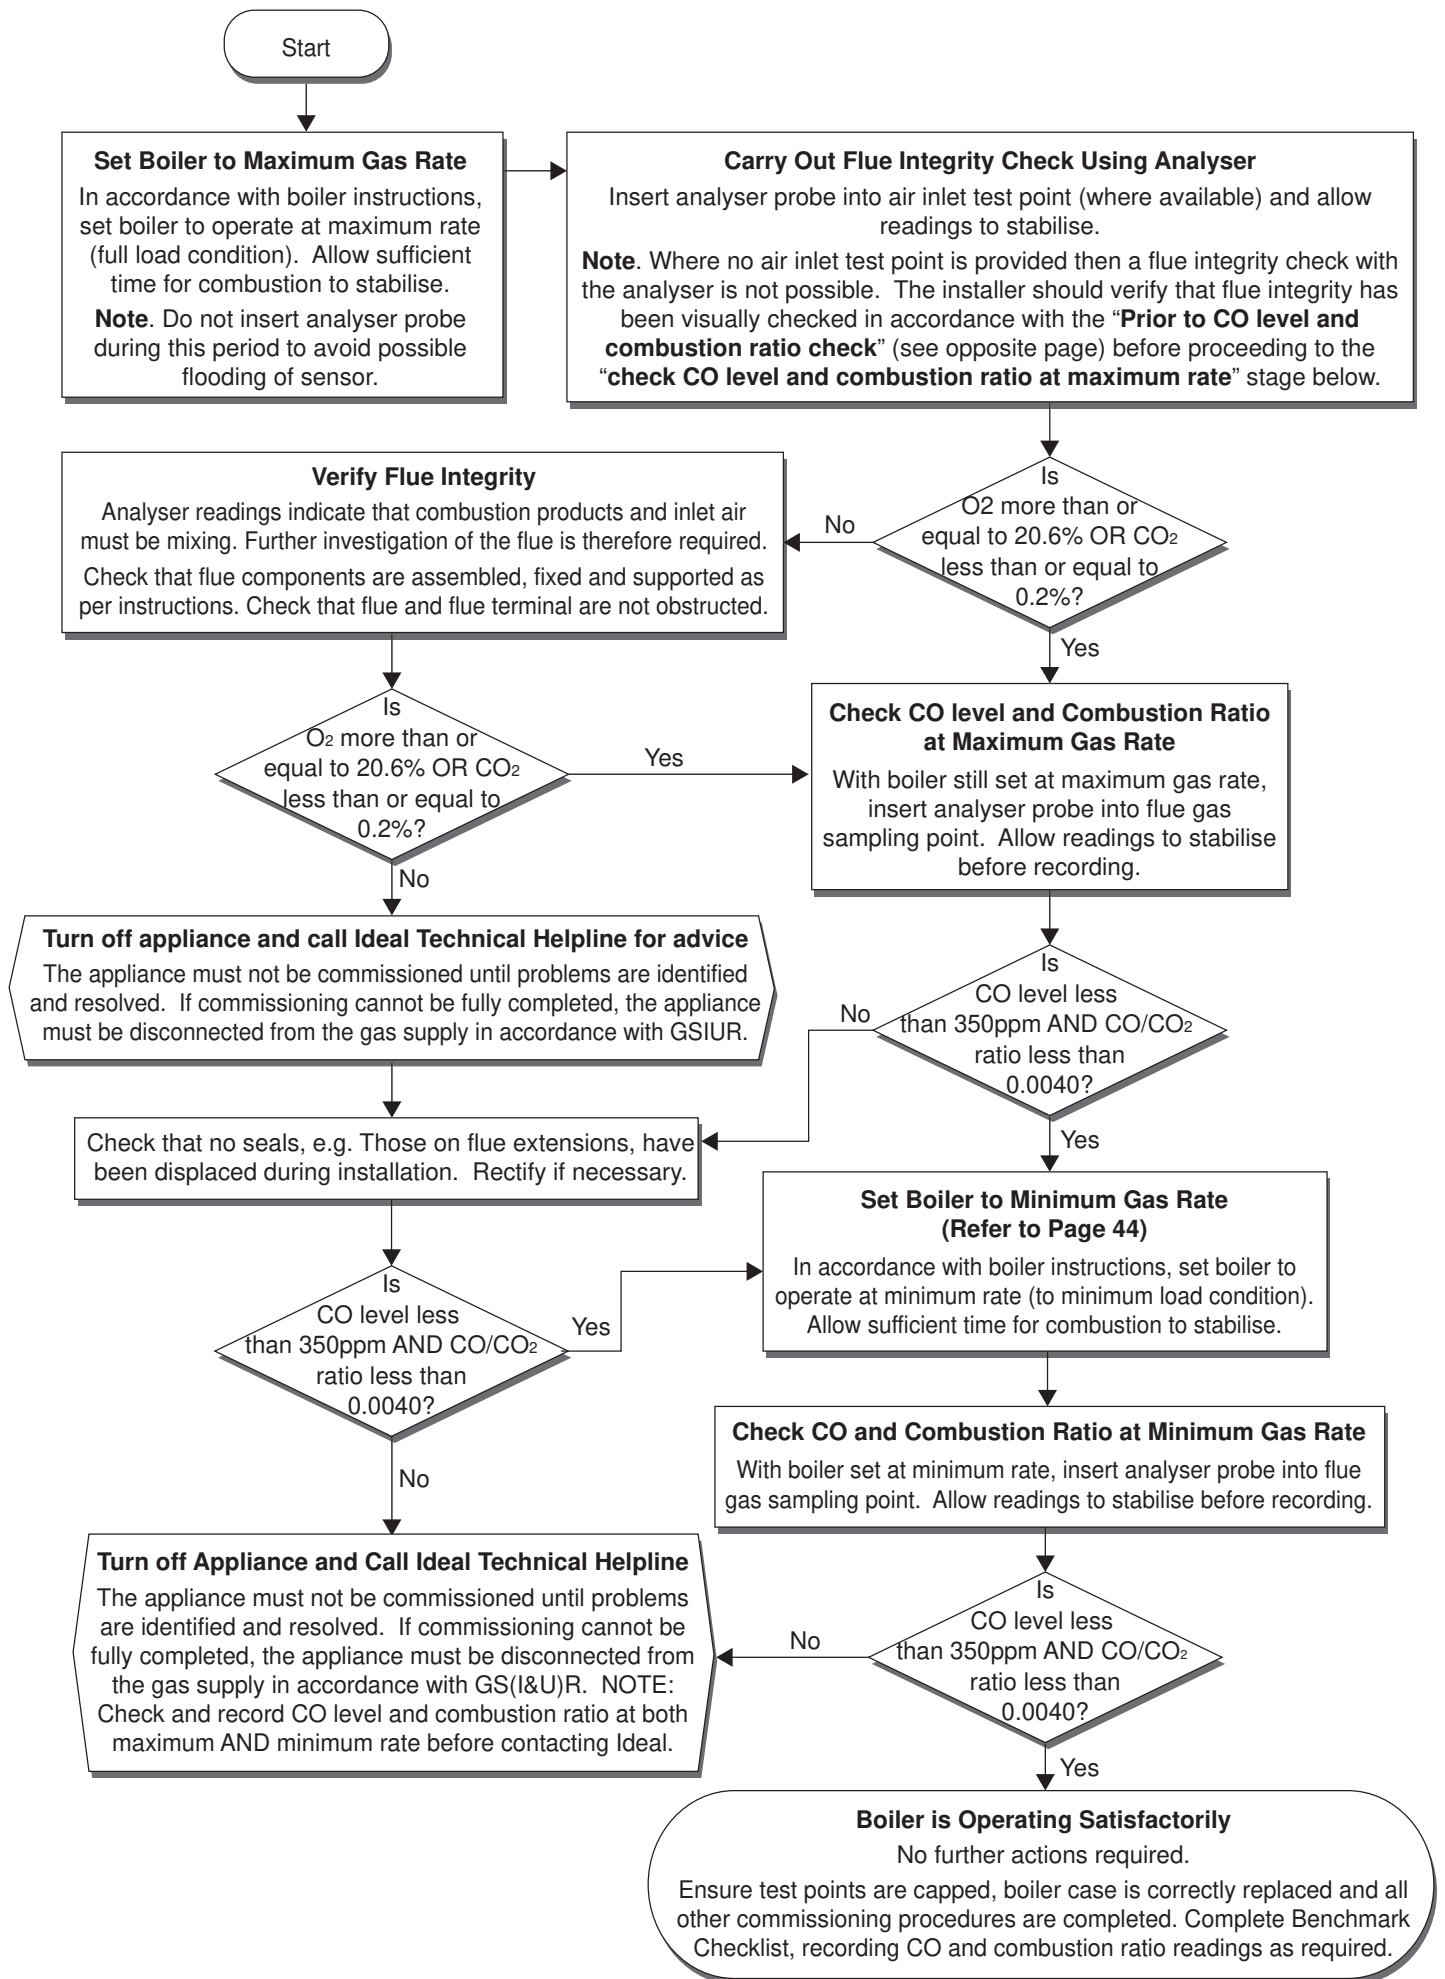 Start
Set Boiler to Maximum Gas Rate
In accordance with boiler instructions,
set boiler to operate at maximum rate
(full load condition). Allow sufficient
time for combustion to stabilise.
Note. Do not insert analyser probe
during this period to avoid possible
flooding of sensor.
Carry Out Flue Integrity Check Using Analyser
Insert analyser probe into air inlet test point (where available) and allow
readings to stabilise.
Note. Where no air inlet test point is provided then a flue integrity check with
the analyser is not possible. The installer should verify that flue integrity has
been visually checked in accordance with the “Prior to CO level and
combustion ratio check” (see opposite page) before proceeding to the
“check CO level and combustion ratio at maximum rate” stage below.
Is
O2 more than or
equal to 20.6% OR CO2
less than or equal to
0.2%?
No
Yes
Verify Flue Integrity
Analyser readings indicate that combustion products and inlet air
must be mixing. Further investigation of the flue is therefore required.
Check that flue components are assembled, fixed and supported as
per instructions. Check that flue and flue terminal are not obstructed.
Is
O2 more than or
equal to 20.6% OR CO2
less than or equal to
0.2%?
Yes
No
Check CO level and Combustion Ratio
at Maximum Gas Rate
With boiler still set at maximum gas rate,
insert analyser probe into flue gas
sampling point. Allow readings to stabilise
before recording.
Turn off appliance and call Ideal Technical Helpline for advice
The appliance must not be commissioned until problems are identified
and resolved. If commissioning cannot be fully completed, the appliance
must be disconnected from the gas supply in accordance with GSIUR.
Is
CO level less
than 350ppm AND CO/CO2
ratio less than
0.0040?
No
Yes
Check that no seals, e.g. Those on flue extensions, have
been displaced during installation. Rectify if necessary.
Is
CO level less
than 350ppm AND CO/CO2
ratio less than
0.0040?
Yes
No
Set Boiler to Minimum Gas Rate
(Refer to Page 44)
In accordance with boiler instructions, set boiler to
operate at minimum rate (to minimum load condition).
Allow sufficient time for combustion to stabilise.
Check CO and Combustion Ratio at Minimum Gas Rate
With boiler set at minimum rate, insert analyser probe into flue
gas sampling point. Allow readings to stabilise before recording.
Turn off Appliance and Call Ideal Technical Helpline
The appliance must not be commissioned until problems
are identified and resolved. If commissioning cannot be
fully completed, the appliance must be disconnected from
the gas supply in accordance with GS(I&U)R. NOTE:
Check and record CO level and combustion ratio at both
maximum AND minimum rate before contacting Ideal.
Is
CO level less
than 350ppm AND CO/CO2
ratio less than
0.0040?
No
Yes
Boiler is Operating Satisfactorily
No further actions required.
Ensure test points are capped, boiler case is correctly replaced and all
other commissioning procedures are completed. Complete Benchmark
Checklist, recording CO and combustion ratio readings as required.